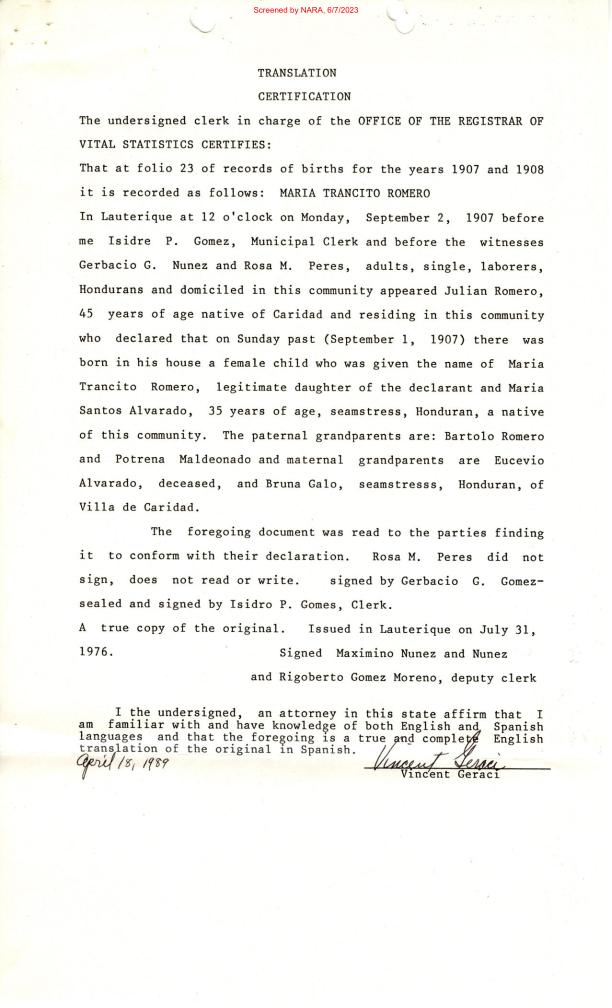 Screened by NARA, 6/7/2023
TRANSLATION
CERTIFICATION
The undersigned clerk in charge of the OFFICE OF THE REGISTRAR OF
VITAL STATISTICS CERTIFIES:
That at folio 23 of records of births for the years 1907 and 1908
it is recorded as follows: MARIA TRANCITO ROMERO
In Lauterique at 12 o'clock on Monday, September 2, 1907 before
me Isidre P. Gomez, Municipal Clerk and before the witnesses
Gerbacio G. Nunez and Rosa M. Peres, adults, single, laborers,
Hondurans and domiciled in this community appeared Julian Romero,
45 years of age native of Caridad and residing in this community
who declared that on Sunday past (September 1, 1907) there was
born in his house a female child who was given the name of Maria
Trancito Romero, legitimate daughter of the declarant and Maria
Santos Alvarado, 35 years of age, seamstress, Honduran, a native
of this community. The paternal grandparents are: Bartolo Romero
and Potrena Maldeonado and maternal grandparents are Eucevio
Alvarado, deceased, and Bruna Galo, seamstresss, Honduran, of
Villa de Caridad.
The foregoing document was read to the parties finding
it to conform with their declaration. Rosa M. Peres did not
sign, does not read or write. signed by Gerbacio G. Gomez-
sealed and signed by Isidro P. Gomes, Clerk.
A true copy of the original. Issued in Lauterique on July 31,
1976. Signed Maximino Nunez and Nunez
and Rigoberto Gomez Moreno, deputy clerk
I the undersigned, an attorney in this state affirm that I
am familiar with and have knowledge of both English and Spanish
languages and that the foregoing is a true and complete English
translation of the original in Spanish.
April 18, 1989 Vincent Geraci
Vincent Geraci